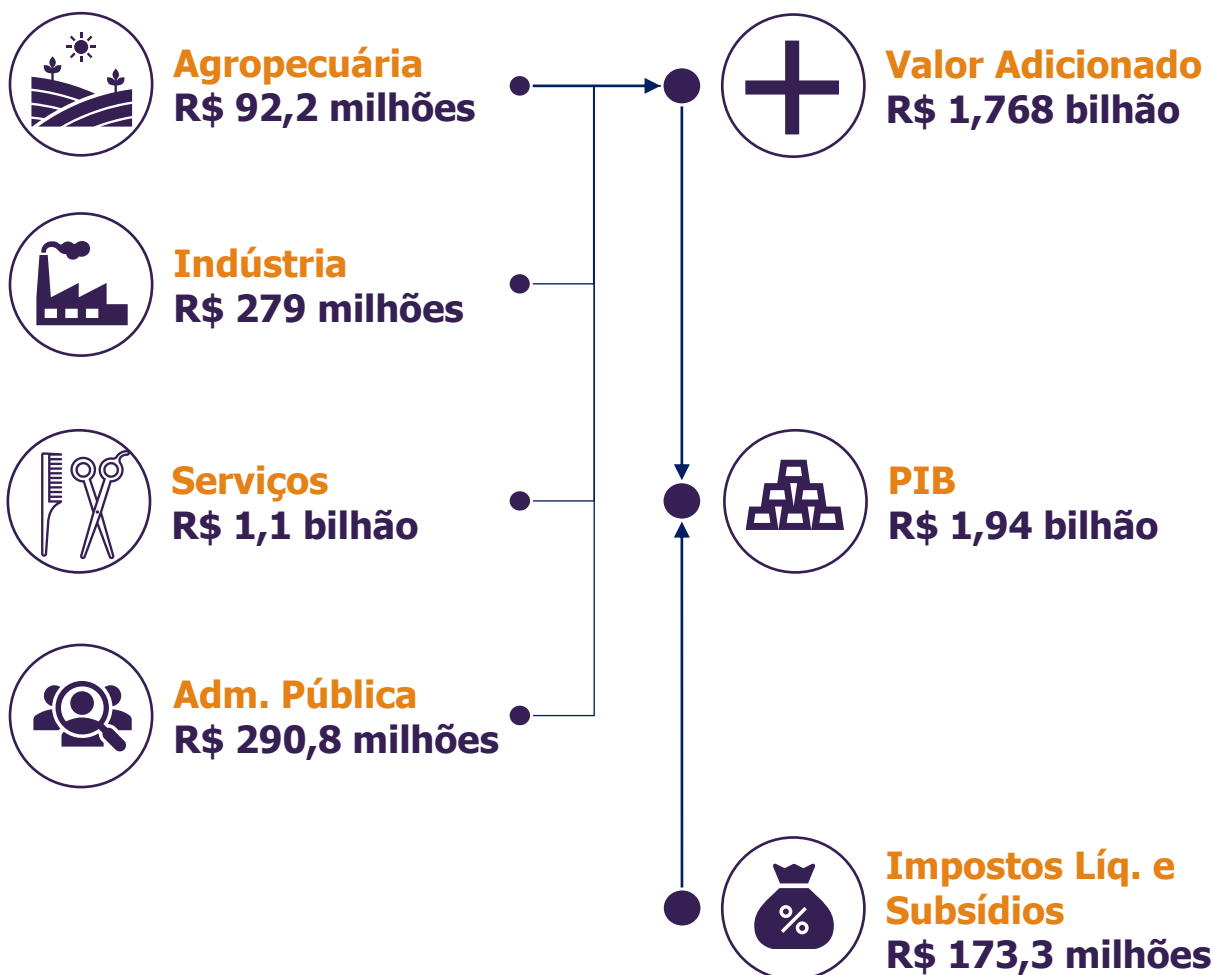 Agropecuária
R$ 92,2 milhões
Valor Adicionado
R$ 1,768 bilhão
Indústria
R$ 279 milhões
Serviços
R$ 1,1 bilhão
PIB
R$ 1,94 bilhão
Adm. Pública
R$ 290,8 milhões
%
Impostos Líq. e
Subsídios
R$ 173,3 milhões